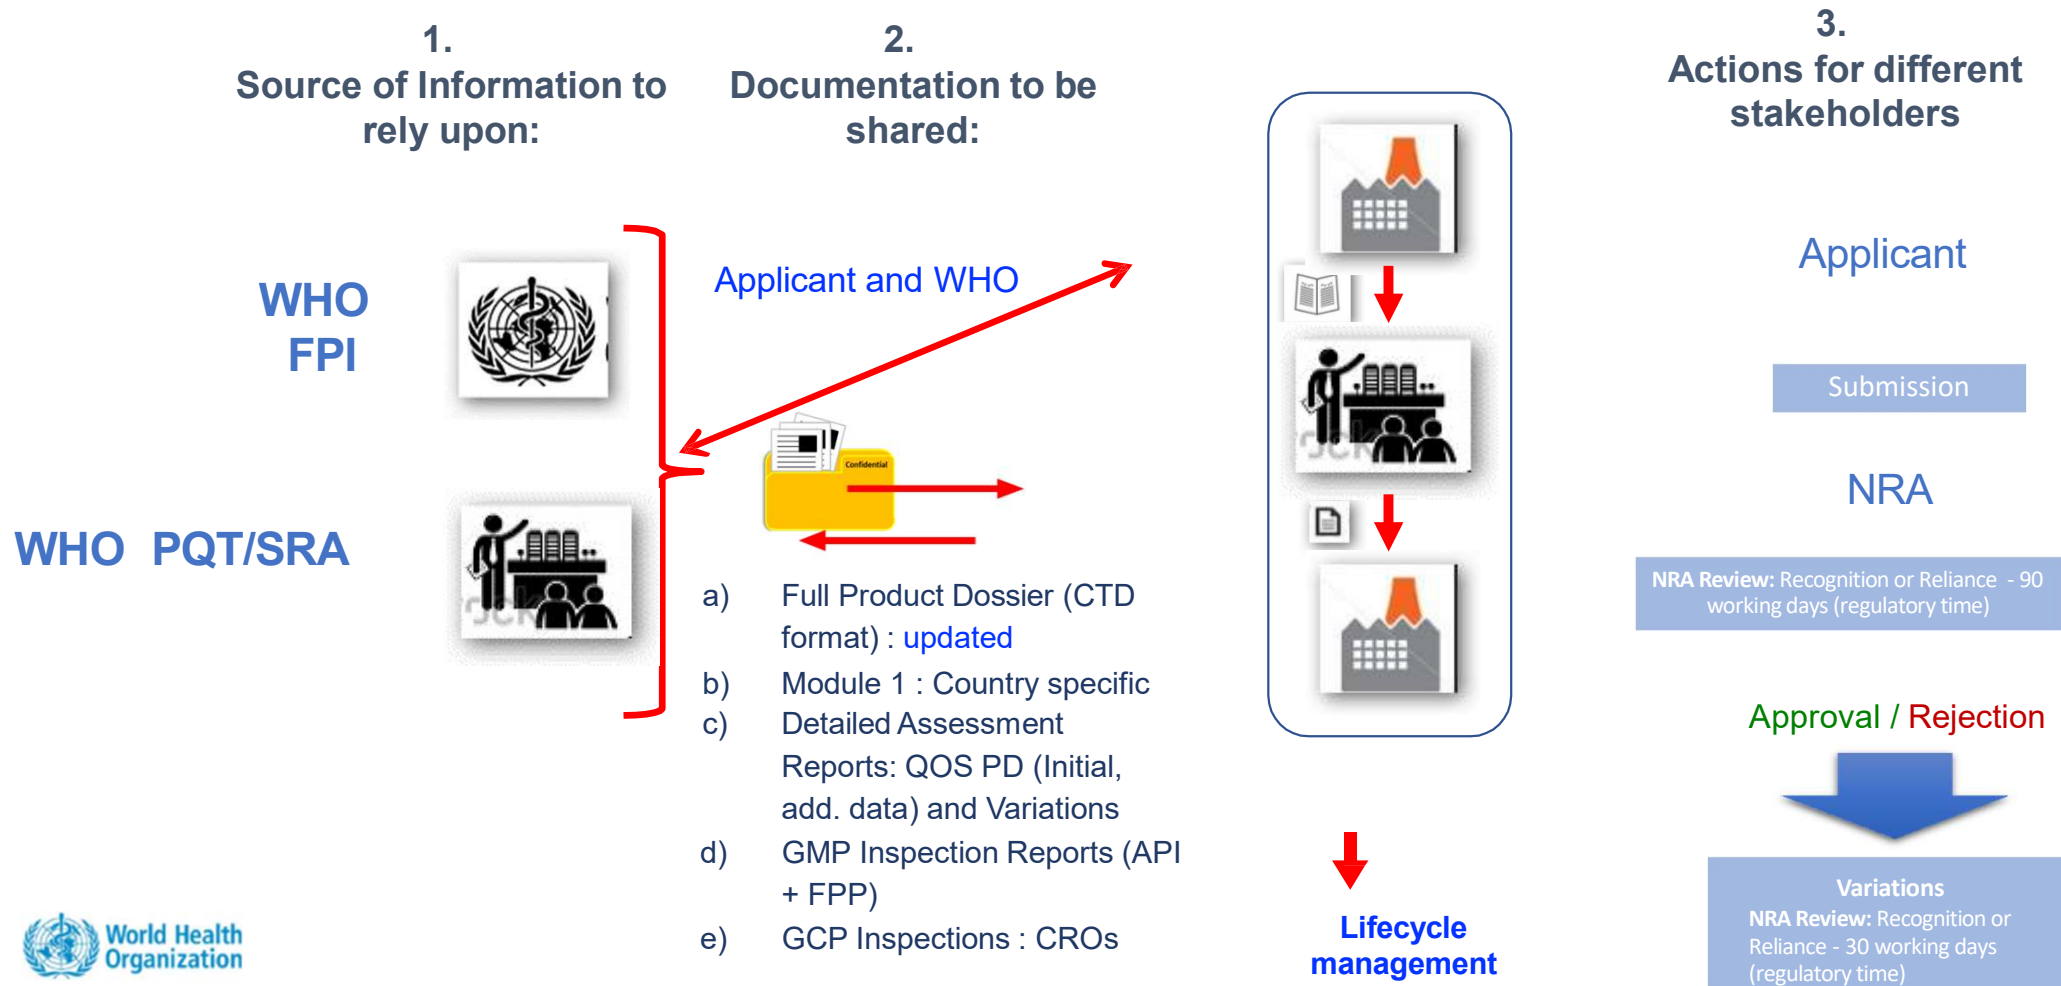 1.
Source of Information to
rely upon:
2.
Documentation to be
shared:
3.
Actions for different
stakeholders
WHO
FPI
WHO PQT/SRA
Applicant and WHO
Confidential
a) Full Product Dossier (CTD
format) : updated
b) Module 1 : Country specific
c) Detailed Assessment
Reports: QOS PD (Initial,
add. data) and Variations
d) GMP Inspection Reports (API
+ FPP)
e) GCP Inspections : CROs
Lifecycle
management
Applicant
Submission
NRA
NRA Review: Recognition or Reliance - 90
working days (regulatory time)
Approval / Rejection
Variations
NRA Review: Recognition or
Reliance - 30 working days
(regulatory time)
World Health
Organization